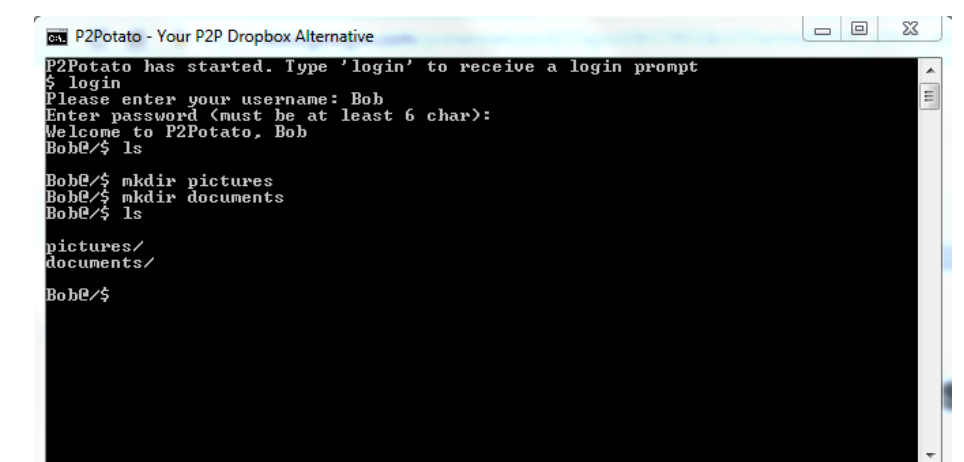 P2Potato - Your P2P Dropbox Alternative
P2Potato has started. Type 'login' to receive a login prompt
$ login
Please enter your username: Bob
Enter password (must be at least 6 char):
Welcome to P2Potato, Bob
Bob@/$ ls
Bob@/$ mkdir pictures
Bob@/$ mkdir documents
Bob@/$ ls
pictures/
documents/
Bob@/$